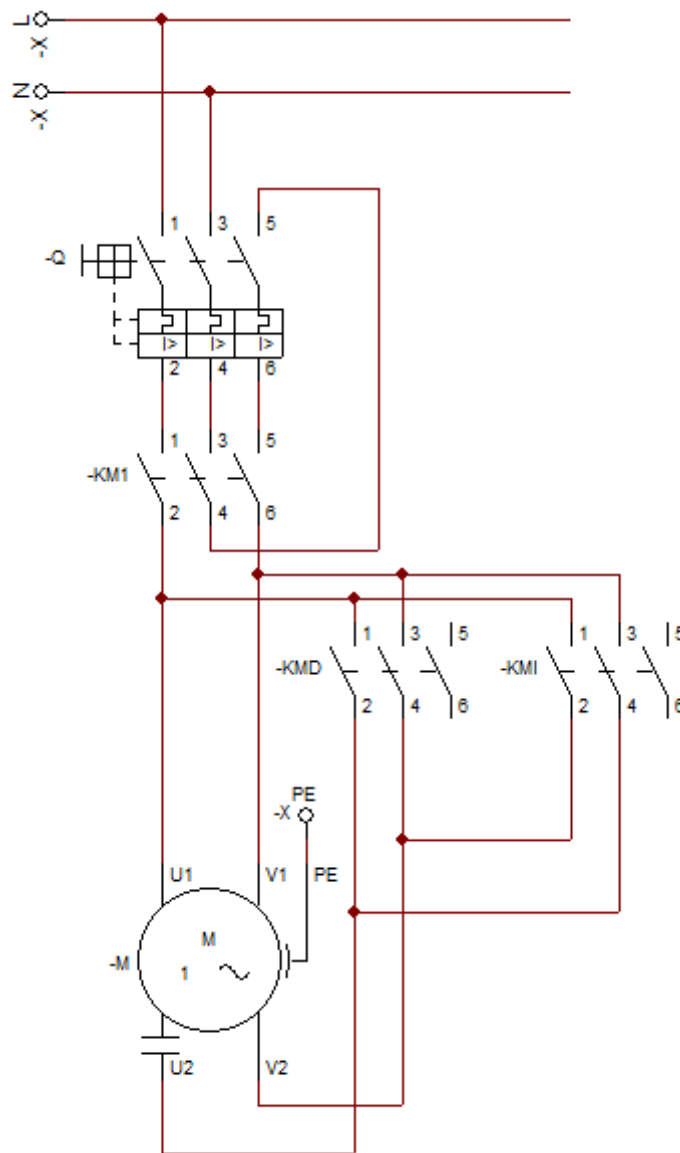 L
-X
N
-X
1 3 5
-Q
I> I> I>
2 4 6
1 3 5
-KM1
2 4 6
1 3 5 1 3 5
-KMD -KMI
2 4 6 2 4 6
PE
-X
U1 V1 PE
M
-M 1
U2 V2